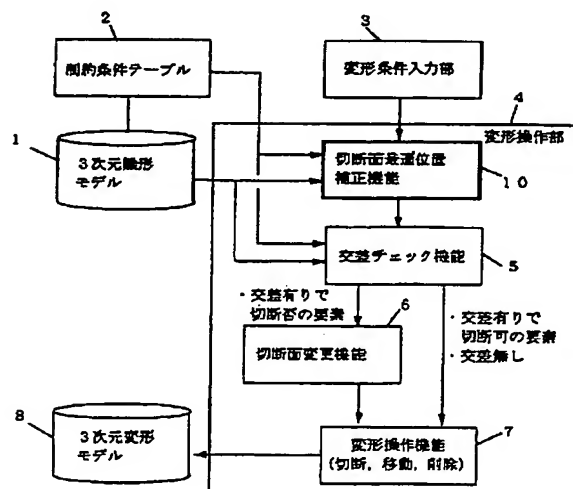 2
制約条件テーブル
3
変形条件入力部
4
変形操作部
1
3次元雛形
モデル
切断面最適位置
補正機能
10
交差チェック機能
5
・交差有りで
切断否の要素
6
・交差有りで
切断可の要素
・交差無し
切断面変更機能
8
3次元変形
モデル
変形操作機能
(切断,移動,削除)
7